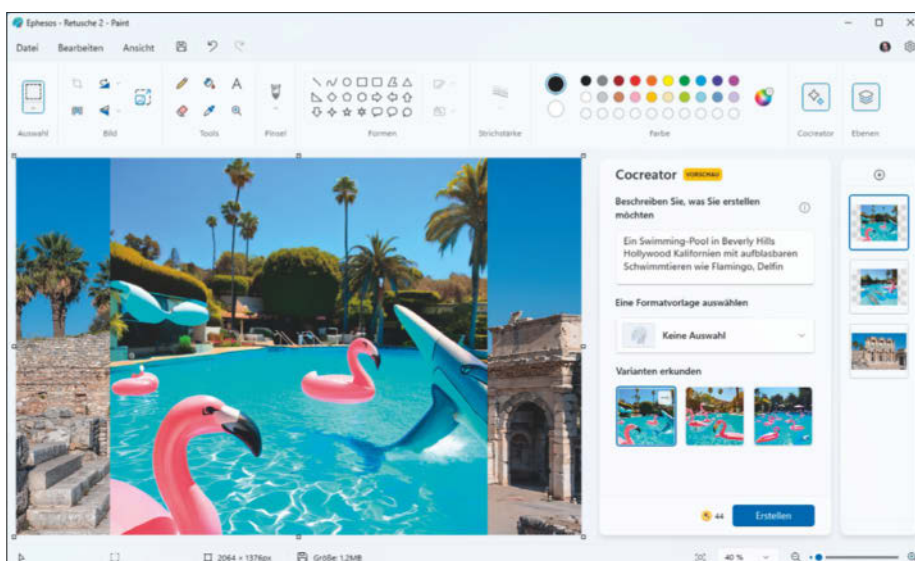 Ephesos - Retusche 2 - Paint
Datei Bearbeiten Ansicht
Auswahl Bild Tools Pinsel Formen Strichstärke Farbe Cocreator Ebenen
Cocreator VORSCHAU
Beschreiben Sie, was Sie erstellen
möchten
Ein Swimming-Pool in Beverly Hills
Hollywood Kalifornien mit aufblasbaren
Schwimmtieren wie Flamingo, Delfin
Eine Formatvorlage auswählen
Keine Auswahl
Varianten erkunden
44 Erstellen
2064 × 1376px Größe: 1,2MB 40 %